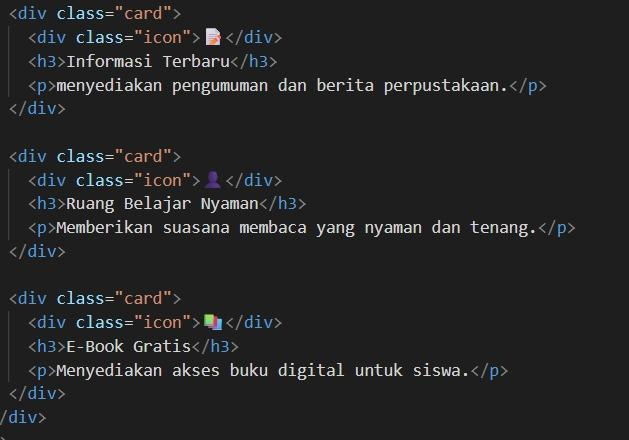 <div class="card">
<div class="icon">📝</div>
<h3>Informasi Terbaru</h3>
<p>menyediakan pengumuman dan berita perpustakaan.</p>
</div>
<div class="card">
<div class="icon">👤</div>
<h3>Ruang Belajar Nyaman</h3>
<p>Memberikan suasana membaca yang nyaman dan tenang.</p>
</div>
<div class="card">
<div class="icon">📚</div>
<h3>E-Book Gratis</h3>
<p>Menyediakan akses buku digital untuk siswa.</p>
</div>
/div>